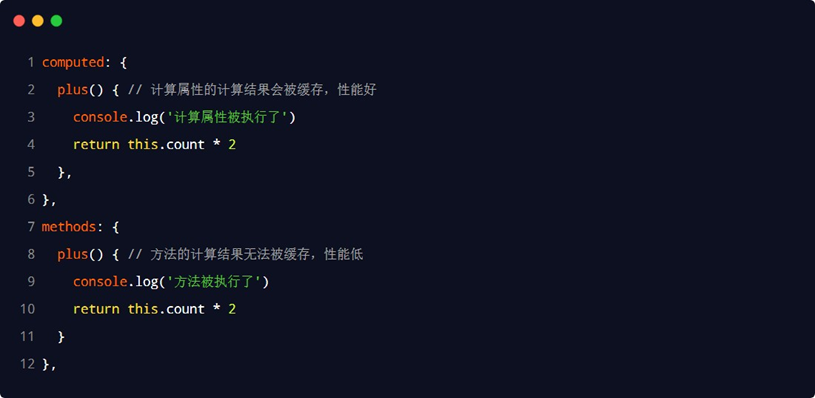 1 computed: {
2   plus() { // 计算属性的计算结果会被缓存，性能好
3     console.log('计算属性被执行了')
4     return this.count * 2
5   },
6 },
7 methods: {
8   plus() { // 方法的计算结果无法被缓存，性能低
9     console.log('方法被执行了')
10     return this.count * 2
11   }
12 },